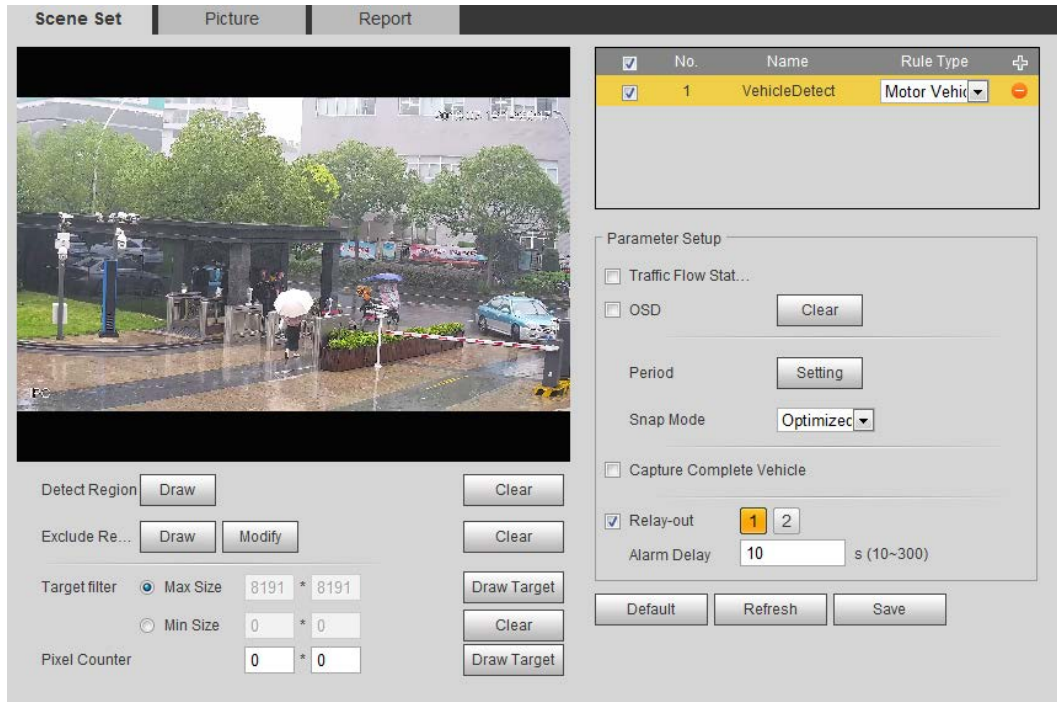 Scene Set Picture Report
No. Name Rule Type
1 VehicleDetect Motor Vehic
Parameter Setup
Traffic Flow Stat...
OSD Clear
Period Setting
Snap Mode Optimizec
Capture Complete Vehicle
Relay-out 1 2
Alarm Delay 10 s (10~300)
Default Refresh Save
Detect Region Draw Clear
Exclude Re... Draw Modify Clear
Target filter Max Size 8191 * 8191 Draw Target
Min Size 0 * 0 Clear
Pixel Counter 0 * 0 Draw Target